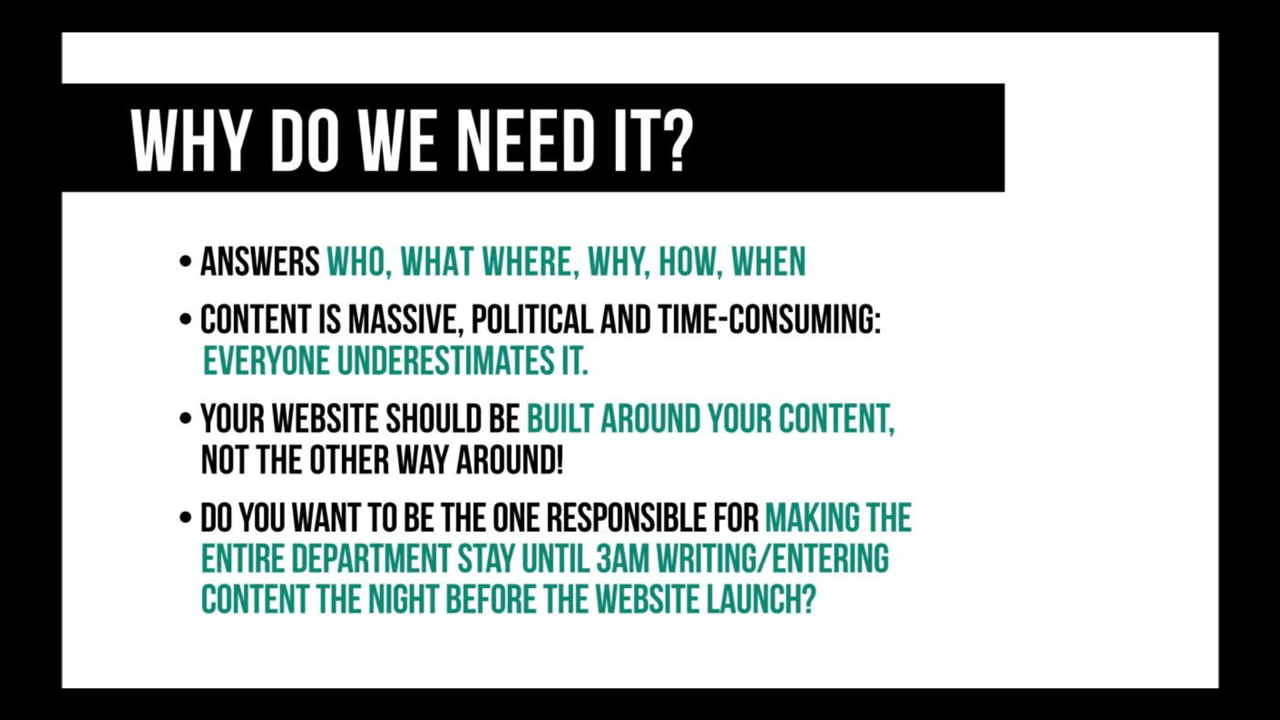 WHY DO WE NEED IT?
• ANSWERS WHO, WHAT WHERE, WHY, HOW, WHEN
• CONTENT IS MASSIVE, POLITICAL AND TIME-CONSUMING:
EVERYONE UNDERESTIMATES IT.
• YOUR WEBSITE SHOULD BE BUILT AROUND YOUR CONTENT,
NOT THE OTHER WAY AROUND!
• DO YOU WANT TO BE THE ONE RESPONSIBLE FOR MAKING THE
ENTIRE DEPARTMENT STAY UNTIL 3AM WRITING/ENTERING
CONTENT THE NIGHT BEFORE THE WEBSITE LAUNCH?